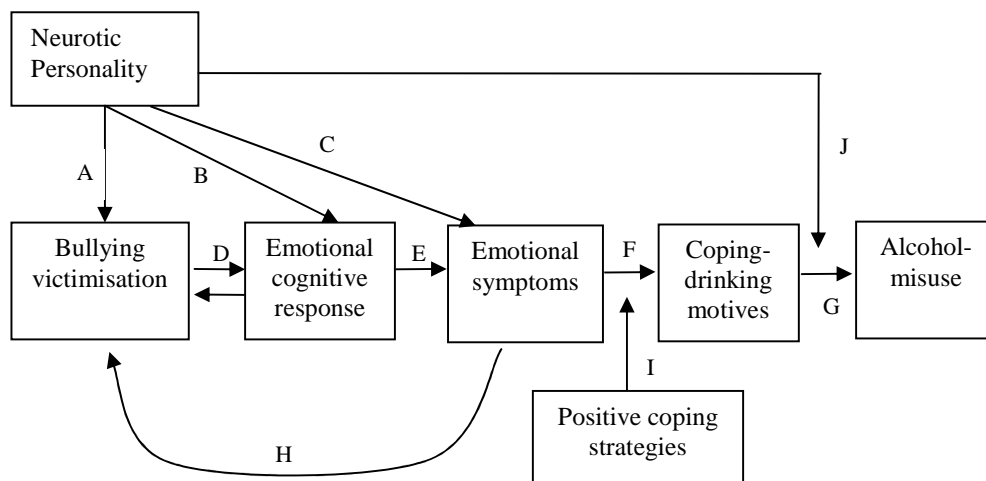 Neurotic
Personality
C
J
A
B
Bullying
victimisation
D
Emotional
cognitive
response
E
Emotional
symptoms
F
Coping-
drinking
motives
G
Alcohol-
misuse
I
Positive coping
strategies
H